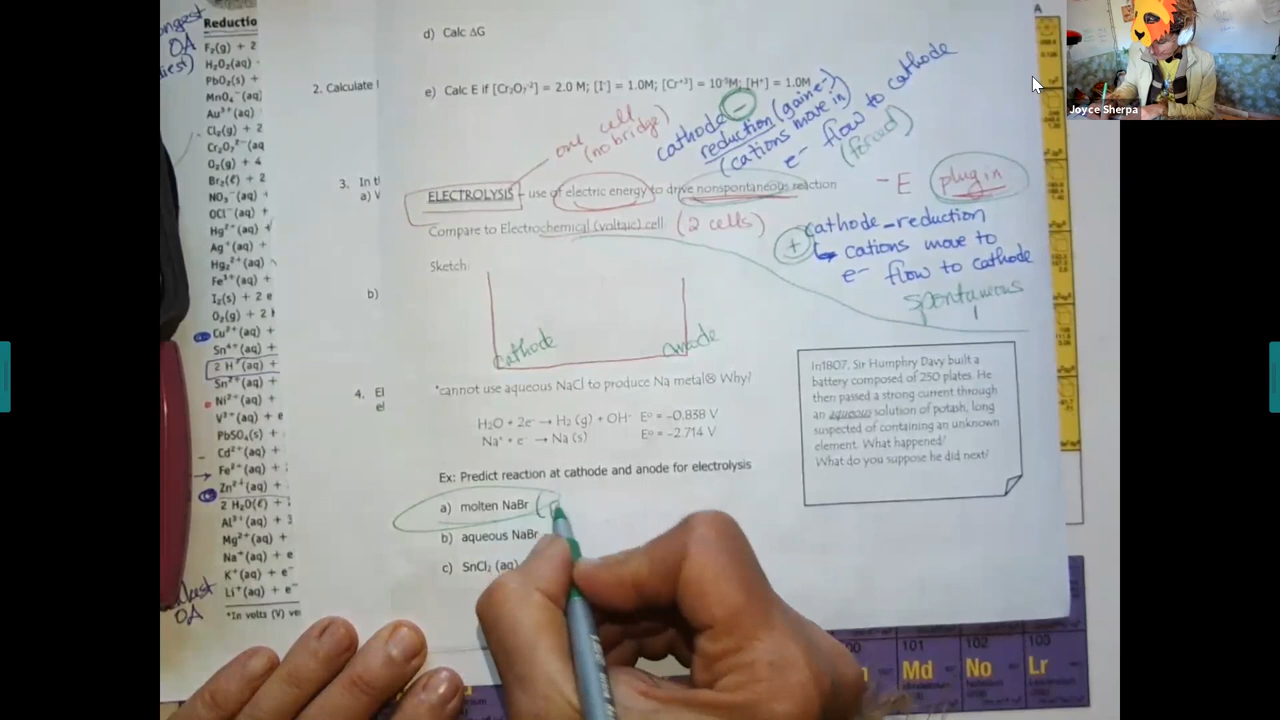 Reductio
F₂(g) + 2
H₂O₂(aq)
PbO₂(s) +
MnO₄⁻(aq)
Au³⁺(aq)
Cl₂(g) + 2
Cr₂O₇²⁻(aq
O₂(g) + 4
Br₂(ℓ) + 2
NO₃⁻(aq) +
OCl⁻(aq) +
Hg²⁺(aq) +
Ag⁺(aq) +
Hg₂²⁺(aq)
Fe³⁺(aq) +
I₂(s) + 2 e
O₂(g) + 2 H
Cu²⁺(aq) +
Sn⁴⁺(aq) +
2 H⁺(aq) +
Sn²⁺(aq) +
Ni²⁺(aq) +
V³⁺(aq) + e
PbSO₄(s) +
Cd²⁺(aq) +
Fe²⁺(aq) +
Zn²⁺(aq) +
2 H₂O(ℓ) +
Al³⁺(aq) + 3
Mg²⁺(aq) +
Na⁺(aq) + e
K⁺(aq) + e⁻
Li⁺(aq) + e⁻
*In volts (V) ve
OA
OA
2. Calculate
3. In t
a) V
b)
4. El
el
d) Calc ΔG
e) Calc E if [Cr₂O₇⁻²] = 2.0 M; [I⁻] = 1.0M; [Cr⁺³] = 10⁻⁵M; [H⁺] = 1.0M
one cell
(no bridge)
cathode −
reduction (gain e-)
(cations move in)
e⁻ flow to cathode
(forced)
ELECTROLYSIS – use of electric energy to drive nonspontaneous reaction
- E plug in
Compare to Electrochemical (voltaic) cell (2 cells)
+ cathode – reduction
↳ cations move to
e⁻ flow to cathode
spontaneous
Sketch:
cathode
anode
*cannot use aqueous NaCl to produce Na metal☹ Why?
H₂O + 2e⁻ → H₂ (g) + OH⁻ E° = −0.838 V
Na⁺ + e⁻ → Na (s) E° = −2.714 V
In1807, Sir Humphry Davy built a
battery composed of 250 plates. He
then passed a strong current through
an aqueous solution of potash, long
suspected of containing an unknown
element. What happened?
What do you suppose he did next?
Ex: Predict reaction at cathode and anode for electrolysis
a) molten NaBr (
b) aqueous NaBr
c) SnCl₂ (aq)
Joyce Sherpa
101
Md
102
No
103
Lr